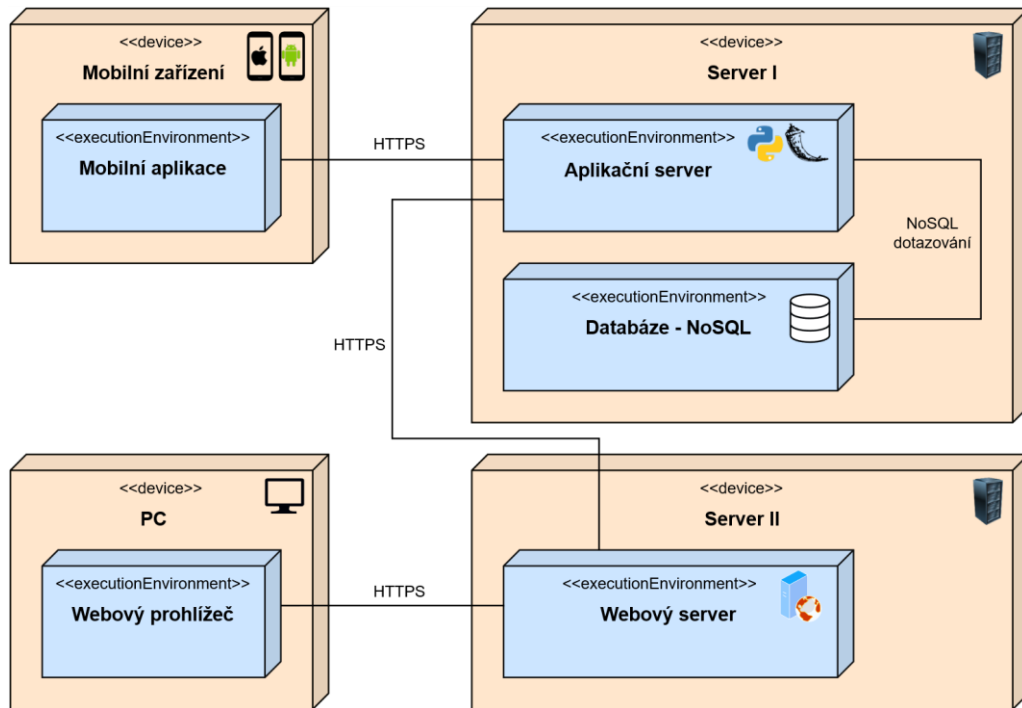 <<device>>
Mobilní zařízení
<<executionEnvironment>>
Mobilní aplikace
HTTPS
<<device>>
Server I
<<executionEnvironment>>
Aplikační server
NoSQL
dotazování
<<executionEnvironment>>
Databáze - NoSQL
HTTPS
<<device>>
PC
<<executionEnvironment>>
Webový prohlížeč
HTTPS
<<device>>
Server II
<<executionEnvironment>>
Webový server